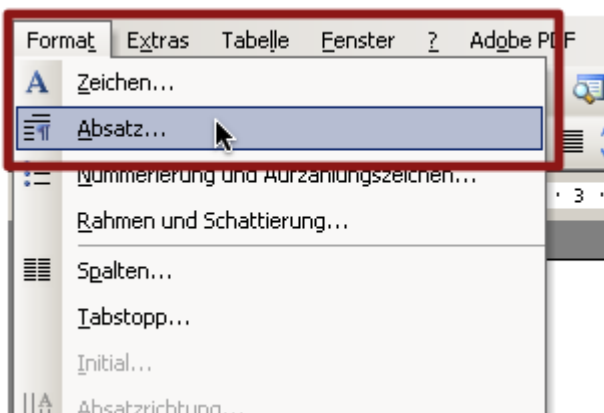 Format Extras Tabelle Fenster ? Adobe PDF
Zeichen...
Absatz...
Nummerierung und Aufzählungszeichen...
3
Rahmen und Schattierung...
Spalten...
Tabstopp...
Initial...
Absatzrichtung...